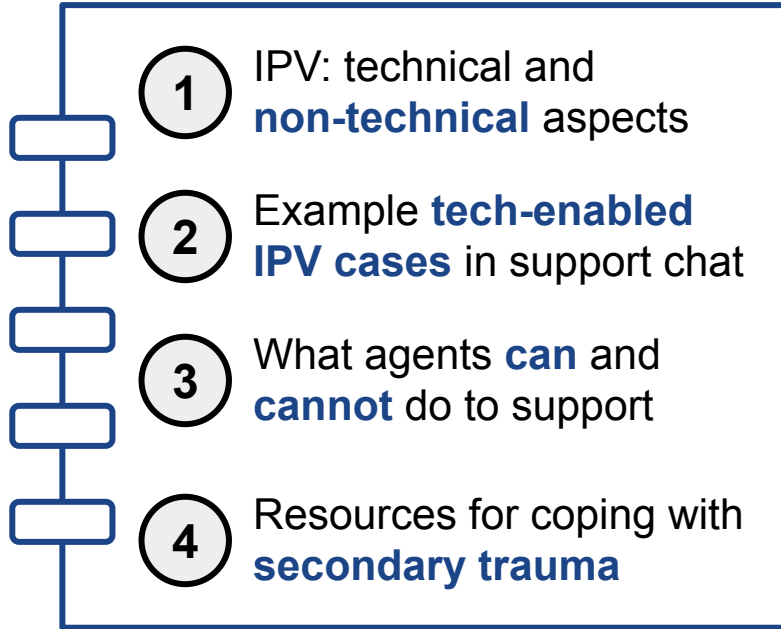 1
IPV: technical and
non-technical aspects
2
Example tech-enabled
IPV cases in support chat
3
What agents can and
cannot do to support
4
Resources for coping with
secondary trauma